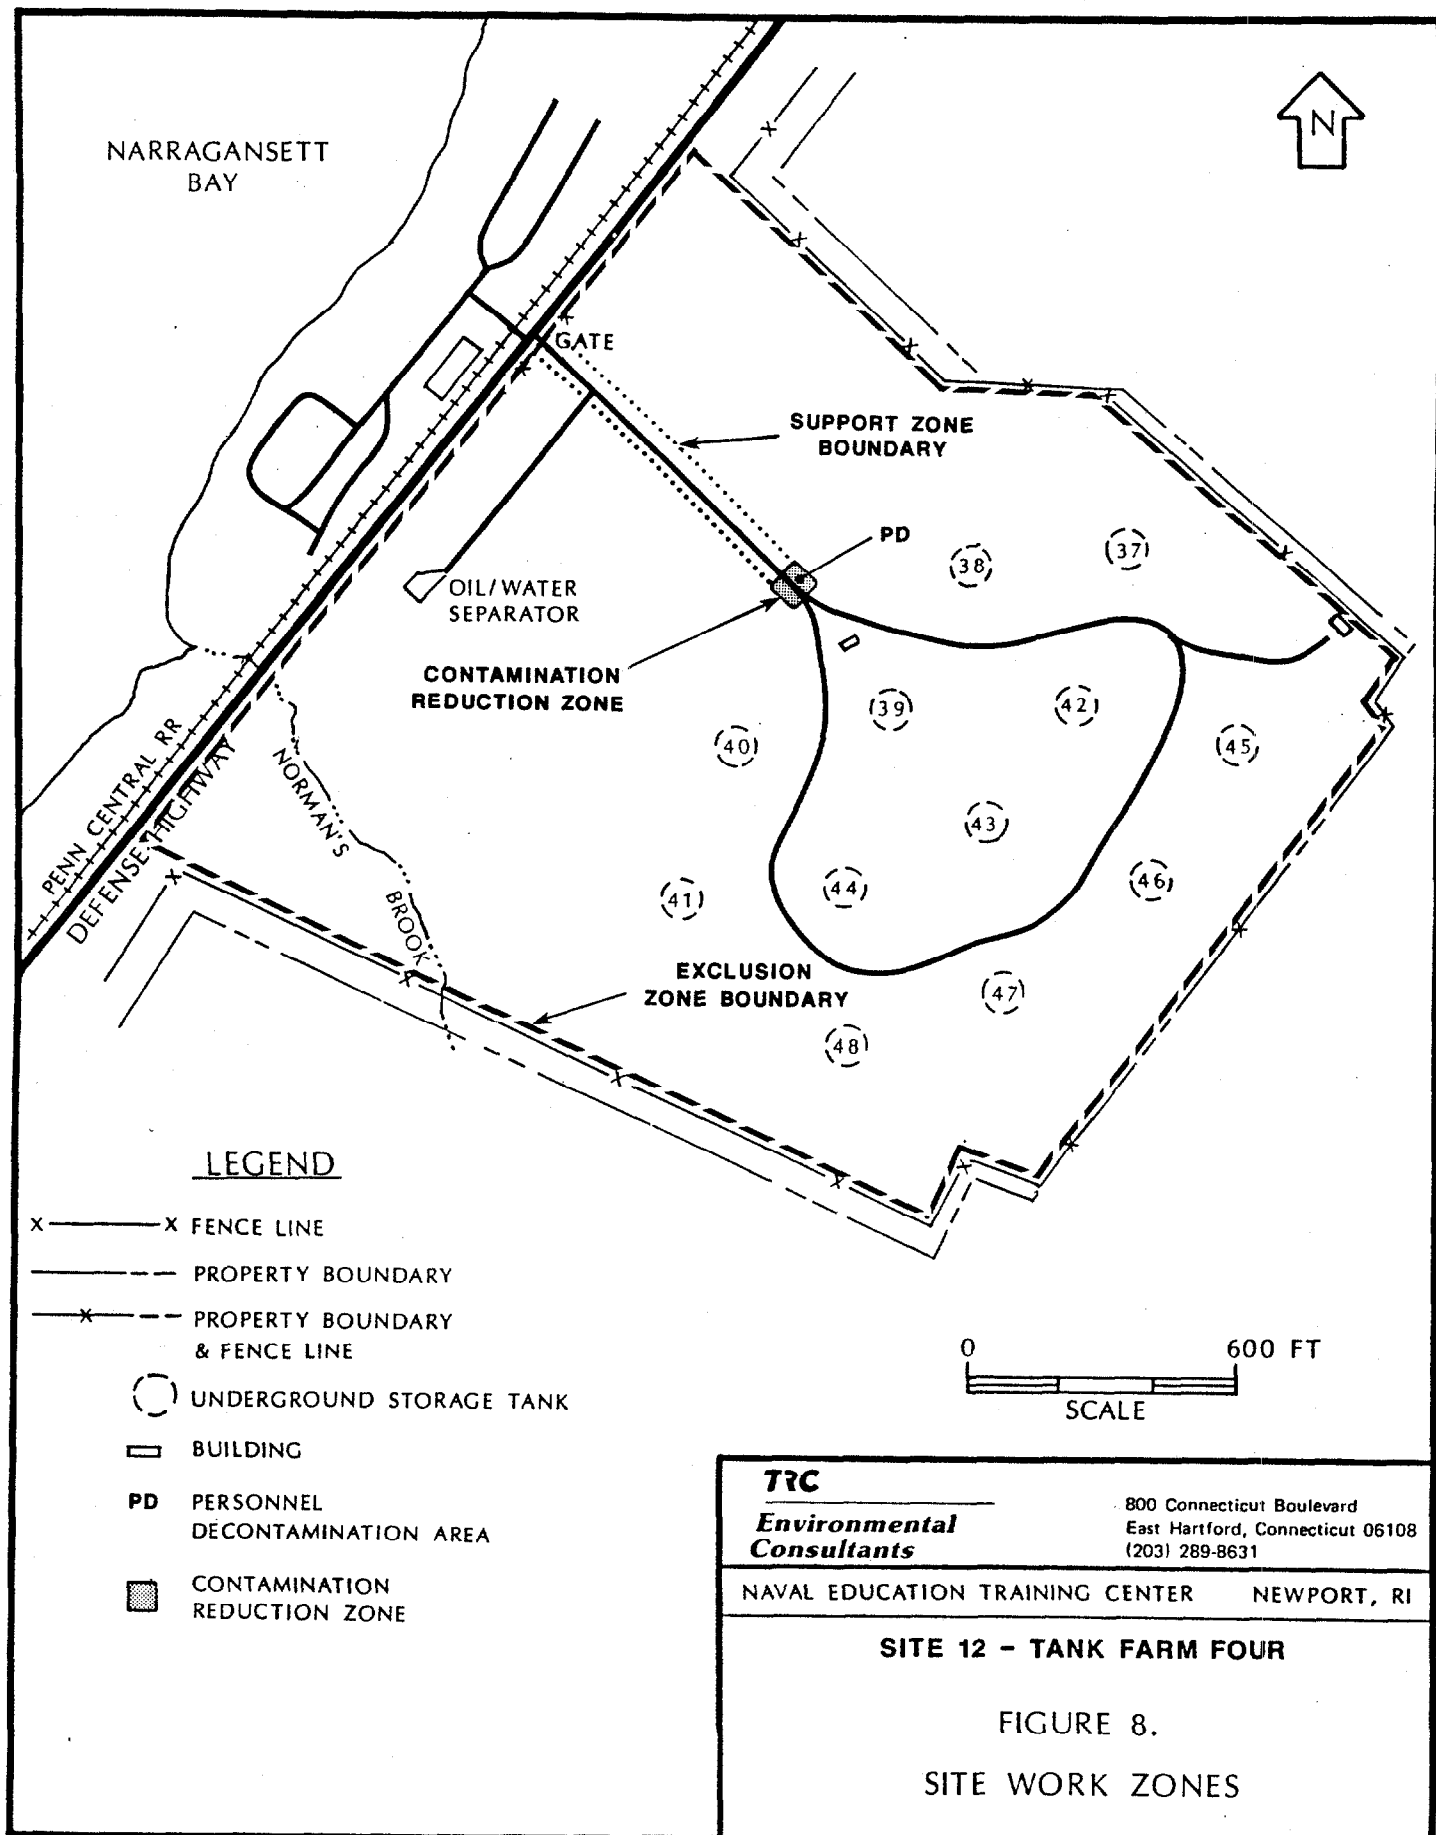 N
NARRAGANSETT
BAY
GATE
SUPPORT ZONE
BOUNDARY
PD
38
37
OIL/WATER
SEPARATOR
CONTAMINATION
REDUCTION ZONE
39
42
40
45
PENN CENTRAL RR
DEFENSE HIGHWAY
NORMAN'S
BROOK
43
41
44
46
EXCLUSION
ZONE BOUNDARY
47
48
LEGEND
X X FENCE LINE
PROPERTY BOUNDARY
X PROPERTY BOUNDARY
& FENCE LINE
UNDERGROUND STORAGE TANK
BUILDING
PD PERSONNEL
DECONTAMINATION AREA
CONTAMINATION
REDUCTION ZONE
0 600 FT
SCALE
TRC
Environmental
Consultants
800 Connecticut Boulevard
East Hartford, Connecticut 06108
(203) 289-8631
NAVAL EDUCATION TRAINING CENTER NEWPORT, RI
SITE 12 - TANK FARM FOUR
FIGURE 8.
SITE WORK ZONES